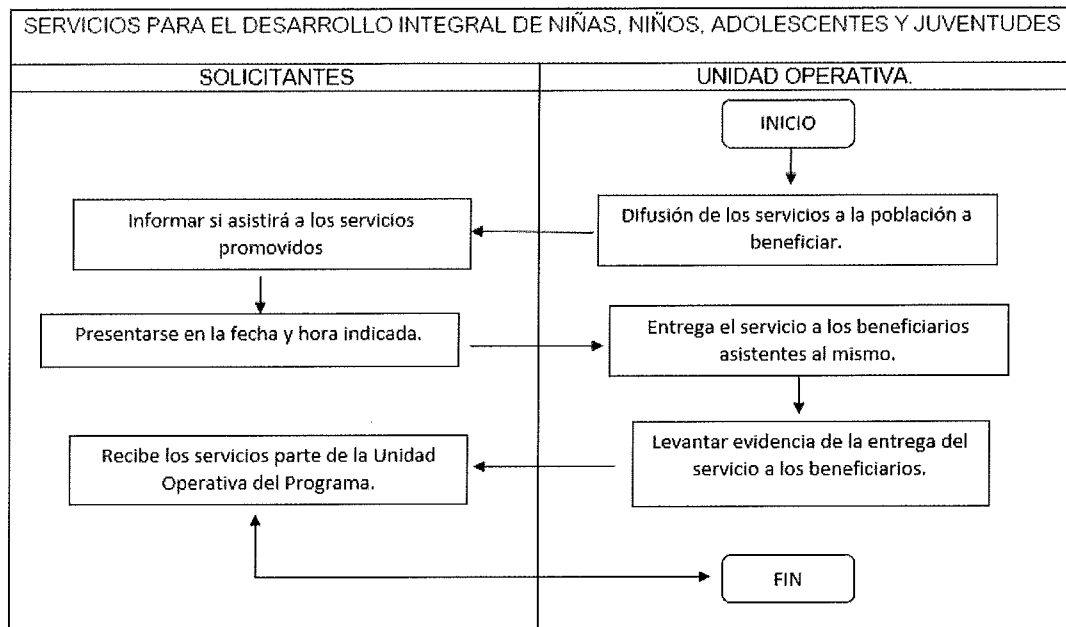 SERVICIOS PARA EL DESARROLLO INTEGRAL DE NIÑAS, NIÑOS, ADOLESCENTES Y JUVENTUDES
SOLICITANTES
UNIDAD OPERATIVA.
INICIO
Difusión de los servicios a la población a
beneficiar.
Informar si asistirá a los servicios
promovidos
Presentarse en la fecha y hora indicada.
Entrega el servicio a los beneficiarios
asistentes al mismo.
Levantar evidencia de la entrega del
servicio a los beneficiarios.
Recibe los servicios parte de la Unidad
Operativa del Programa.
FIN